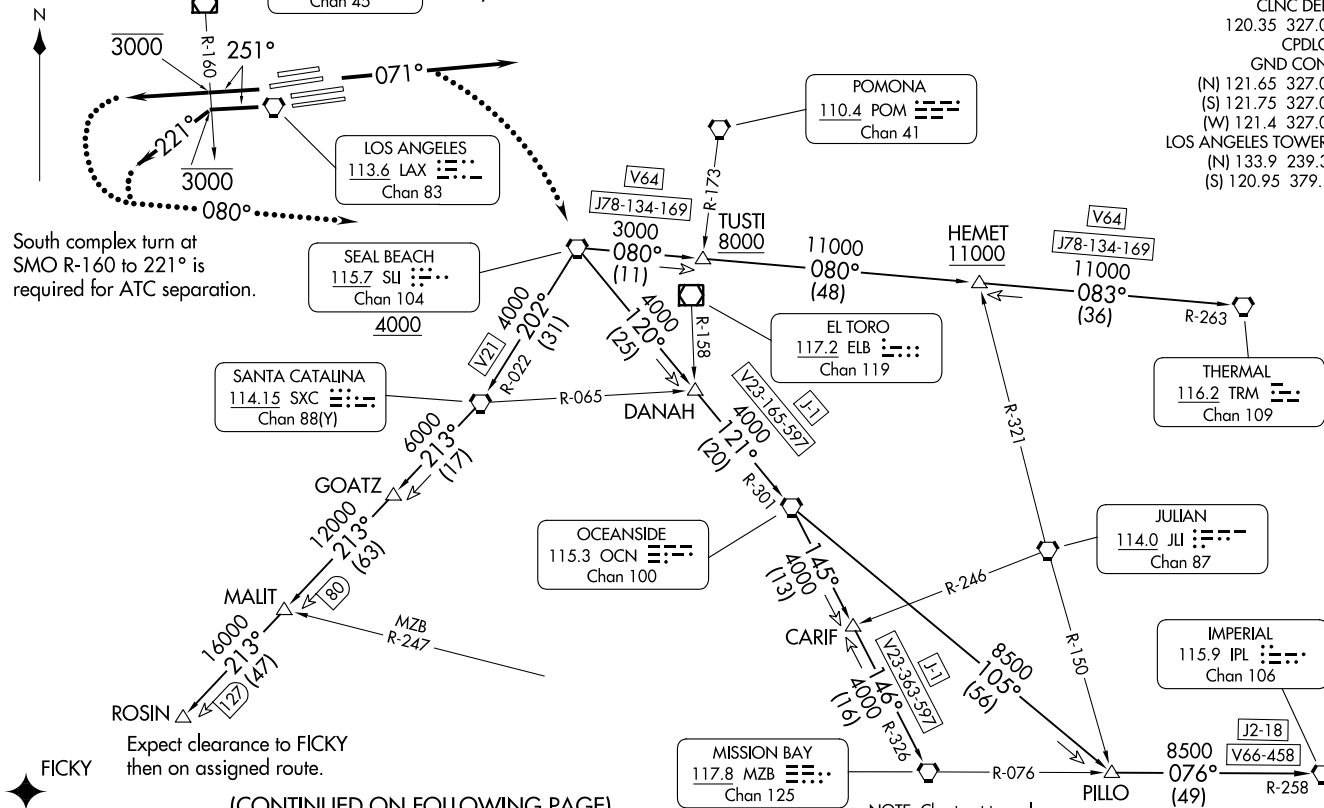 Chan 45
N
3000
R-160
251°
071°
221°
3000
080°
South complex turn at
SMO R-160 to 221° is
required for ATC separation.
LOS ANGELES
113.6 LAX
Chan 83
CLNC DEL
120.35 327.0
CPDLC
GND CON
(N) 121.65 327.0
(S) 121.75 327.0
(W) 121.4 327.0
LOS ANGELES TOWER
(N) 133.9 239.3
(S) 120.95 379.1
POMONA
110.4 POM
Chan 41
R-173
V64
J78-134-169
3000
080°
(11)
TUSTI
8000
11000
080°
(48)
HEMET
11000
V64
J78-134-169
11000
083°
(36)
R-263
THERMAL
116.2 TRM
Chan 109
SEAL BEACH
115.7 SLI
Chan 104
4000
4000
202°
(31)
V21
R-022
4000
120°
(25)
R-158
EL TORO
117.2 ELB
Chan 119
SANTA CATALINA
114.15 SXC
Chan 88(Y)
R-065
DANAH
V23-165-597
J-1
4000
121°
(20)
R-301
6000
213°
(17)
GOATZ
12000
213°
(63)
MALIT
80
MZB
R-247
16000
213°
(47)
127
ROSIN
Expect clearance to FICKY
then on assigned route.
FICKY
OCEANSIDE
115.3 OCN
Chan 100
145°
4000
(13)
CARIF
R-246
R-321
JULIAN
114.0 JLI
Chan 87
R-150
V23-363-597
J-1
146°
4000
(16)
R-326
8500
105°
(56)
MISSION BAY
117.8 MZB
Chan 125
R-076
PILLO
IMPERIAL
115.9 IPL
Chan 106
J2-18
V66-458
8500
076°
(49)
R-258
(CONTINUED ON FOLLOWING PAGE)